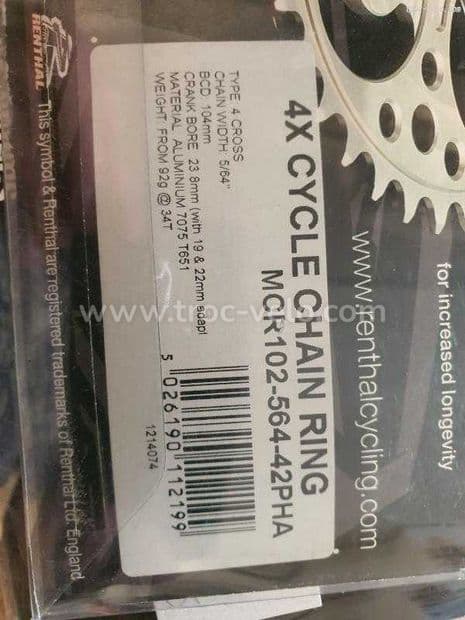 RENTHAL
This symbol & Renthal are registered trademarks of Renthal Ltd. England
4X CYCLE CHAIN RING
MCR102-564-42PHA
TYPE 4 CROSS
CHAIN WIDTH 5/64"
BCD 104mm
CRANK BORE 23.8mm (with 19 & 22mm adapt
MATERIAL ALUMINIUM 7075 T651
WEIGHT FROM 92g @ 34T
5 026190 112199
1214074
www.renthalcycling.com
for increased longevity
www.troc-velo.com